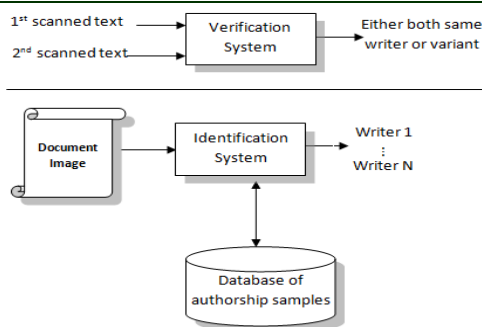 1st scanned text
2nd scanned text
Verification
System
Either both same
writer or variant
Document
Image
Identification
System
Writer 1
⋮
Writer N
Database of
authorship samples